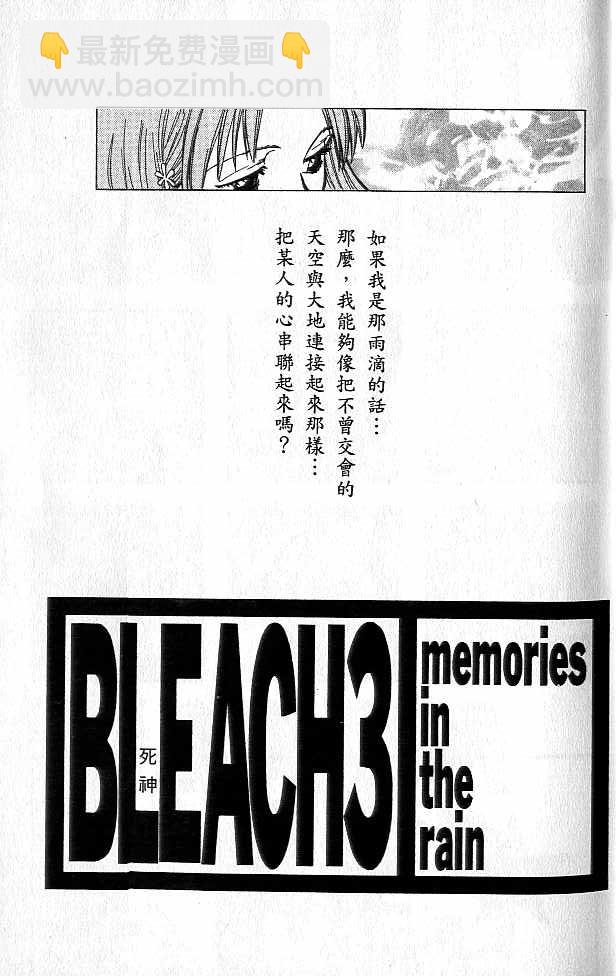 👇最新免费漫画👇
www.baozimh.com
如果我是那雨滴的話…
那麼，我能夠像把不曾交會的
天空與大地連接起來那樣…
把某人的心串聯起來嗎？
BLEACH3
死神
memories
in
the
rain